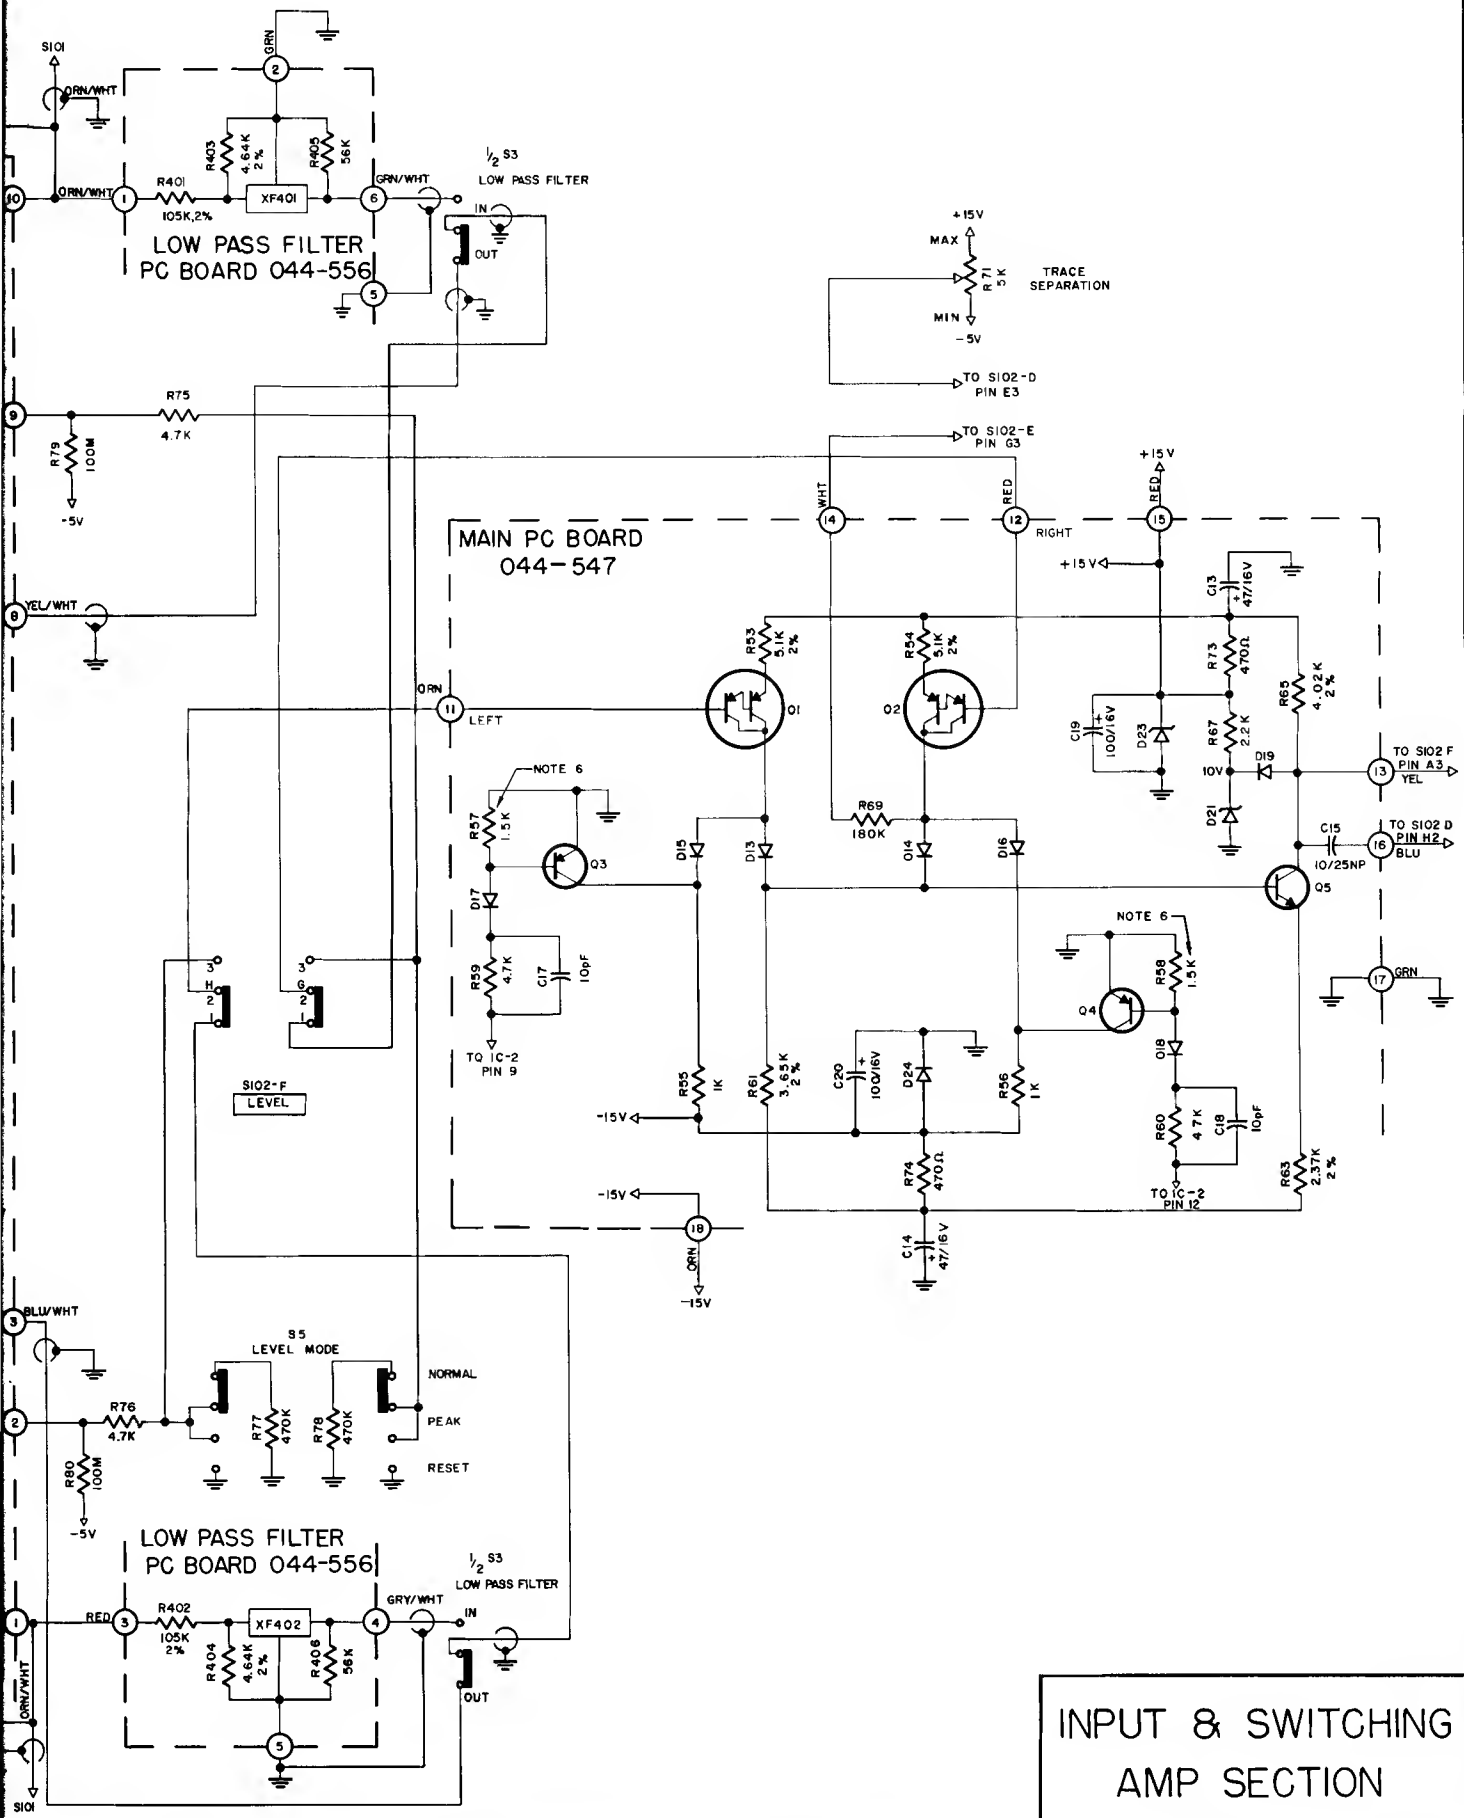 GRN
2
S101
ORN/WHT
R403
4.64K
2%
R405
56K
1/2 S3
LOW PASS FILTER
10
ORN/WHT
1
R401
105K,2%
XF401
GRN/WHT
6
IN
OUT
LOW PASS FILTER
PC BOARD 044-556
5
+15V
MAX
R71
5K
TRACE
SEPARATION
MIN
-5V
TO S102-D
PIN E3
R75
4.7K
9
R79
100M
-5V
TO S102-E
PIN G3
+15V
WHT
RED
RED
14
12
RIGHT
15
MAIN PC BOARD
044-547
+15V
C13
+
47/16V
8
YEL/WHT
R53
5.1K
2%
R54
5.1K
2%
R73
470Ω
R65
4.02K
2%
ORN
11
LEFT
Q1
Q2
C19
+
100/16V
D23
R67
2.2K
D19
10V
D21
TO S102 F
PIN A3
13
YEL
NOTE 6
R57
1.5K
R69
180K
Q3
D15
D13
D14
D16
C15
10/25NP
TO S102 D
PIN H2
16
BLU
Q5
D17
NOTE 6
R58
1.5K
R59
4.7K
C17
10pF
3
H
2
1
3
G
2
1
17
GRN
Q4
TO IC-2
PIN 9
D18
S102-F
LEVEL
R55
1K
R61
3.65K
2%
C20
+
100/16V
D24
R56
1K
-15V
R60
4.7K
C18
10pF
R74
470Ω
R63
2.37K
2%
TO IC-2
PIN 12
-15V
18
ORN
C14
+
47/16V
-15V
3
BLU/WHT
S5
LEVEL MODE
NORMAL
2
R76
4.7K
R77
470K
R78
470K
PEAK
R80
100M
RESET
-5V
LOW PASS FILTER
PC BOARD 044-556
1/2 S3
LOW PASS FILTER
1
RED
3
R402
105K
2%
XF402
GRY/WHT
4
IN
R404
4.64K
2%
R406
56K
ORN/WHT
OUT
5
S101
INPUT & SWITCHING
AMP SECTION